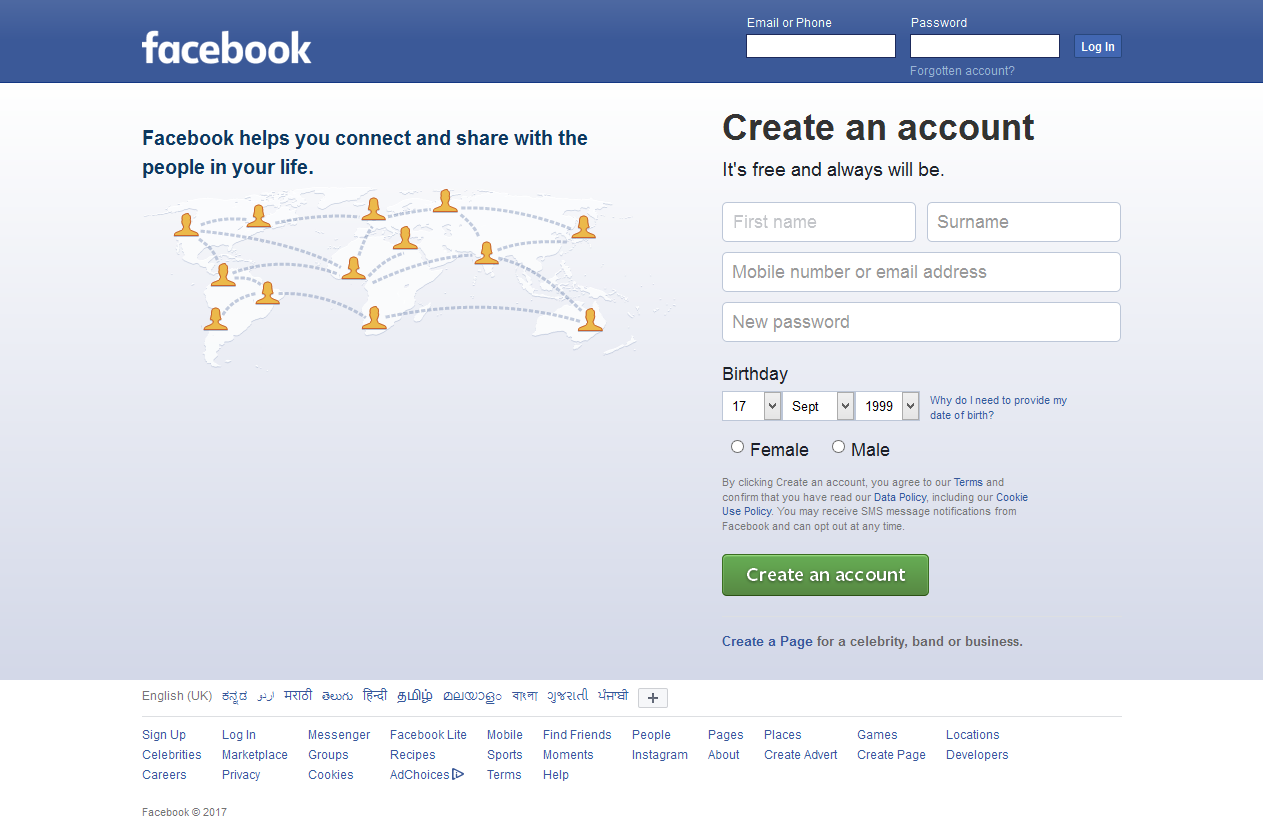 facebook
Email or Phone
Password
Log In
Forgotten account?
Facebook helps you connect and share with the
people in your life.
Create an account
It's free and always will be.
First name
Surname
Mobile number or email address
New password
Birthday
17 Sept 1999
Why do I need to provide my
date of birth?
Female Male
By clicking Create an account, you agree to our Terms and
confirm that you have read our Data Policy, including our Cookie
Use Policy. You may receive SMS message notifications from
Facebook and can opt out at any time.
Create an account
Create a Page for a celebrity, band or business.
English (UK) ಕನ್ನಡ اردو मराठी తెలుగు हिन्दी தமிழ் മലയാളം বাংলা ગુજરાતી ਪੰਜਾਬੀ +
Sign Up Log In Messenger Facebook Lite Mobile Find Friends People Pages Places Games Locations
Celebrities Marketplace Groups Recipes Sports Moments Instagram About Create Advert Create Page Developers
Careers Privacy Cookies AdChoices Terms Help
Facebook © 2017